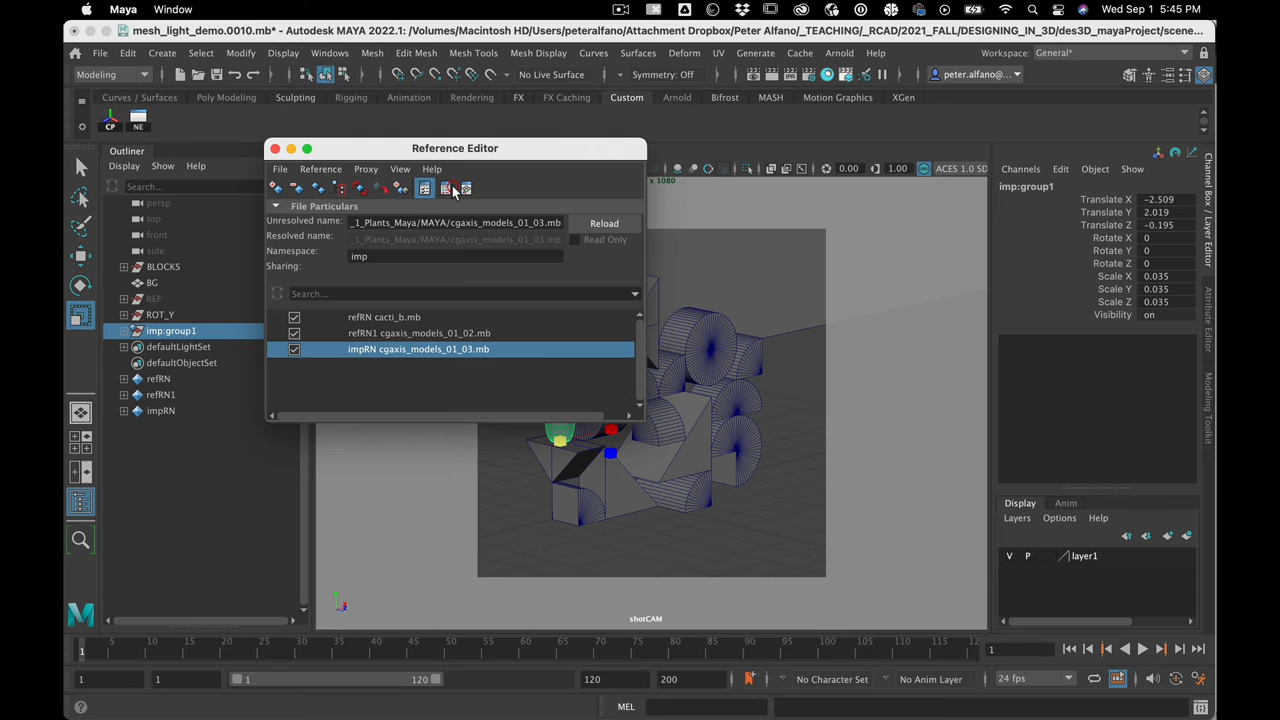 Maya Window Wed Sep 1 5:45 PM
mesh_light_demo.0010.mb* - Autodesk MAYA 2022.1: /Volumes/Macintosh HD/Users/peteralfano/Attachment Dropbox/Peter Alfano/_TEACHING/_RCAD/2021_FALL/DESIGNING_IN_3D/des3D_mayaProject/scene...
File Edit Create Select Modify Display Windows Mesh Edit Mesh Mesh Tools Mesh Display Curves Surfaces Deform UV Generate Cache Arnold Help Workspace: General*
Modeling No Live Surface Symmetry: Off peter.alfano@...
Curves / Surfaces Poly Modeling Sculpting Rigging Animation Rendering FX FX Caching Custom Arnold Bifrost MASH Motion Graphics XGen
CP NE
Outliner
Display Show Help
Search...
persp
top
front
side
BLOCKS
BG
REF
ROT_Y
imp:group1
defaultLightSet
defaultObjectSet
refRN
refRN1
impRN
Reference Editor
File Reference Proxy View Help
File Particulars
Unresolved name: _1_Plants_Maya/MAYA/cgaxis_models_01_03.mb Reload
Resolved name: _1_Plants_Maya/MAYA/cgaxis_models_01_03.mb Read Only
Namespace: imp
Sharing:
Search...
refRN cacti_b.mb
refRN1 cgaxis_models_01_02.mb
impRN cgaxis_models_01_03.mb
0.00 1.00 ACES 1.0 S
x 1080
shotCAM
Channels Edit Object Show
imp:group1
Translate X -2.509
Translate Y 2.019
Translate Z -0.195
Rotate X 0
Rotate Y 0
Rotate Z 0
Scale X 0.035
Scale Y 0.035
Scale Z 0.035
Visibility on
Channel Box / Layer Editor
Attribute Editor
Modeling Toolkit
Display Anim
Layers Options Help
V P layer1
5 10 15 20 25 30 35 40 45 50 55 60 65 70 75 80 85 90 95 100 105 110 115 12
1 1
1 1 1 120 120 200 No Character Set No Anim Layer 24 fps
MEL